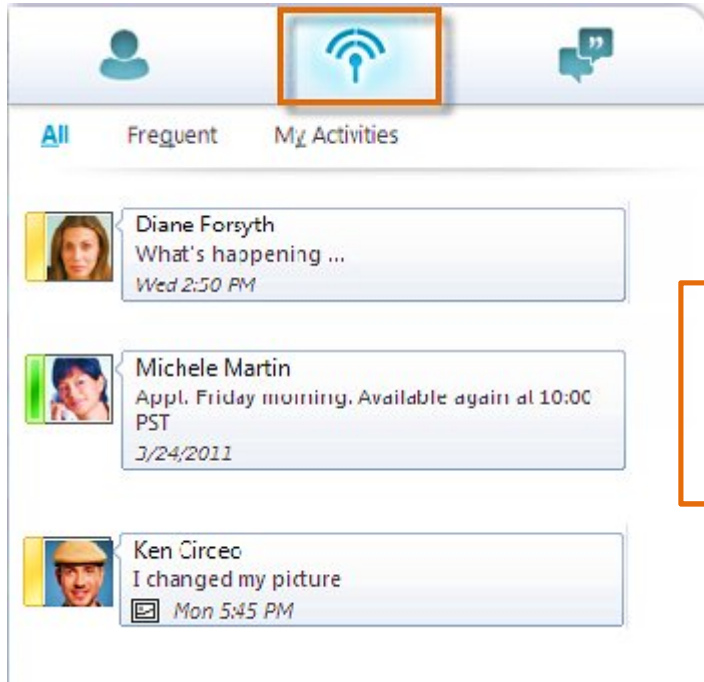 All Frequent My Activities
Diane Forsyth
What's happening ...
Wed 2:50 PM
Michele Martin
Appt. Friday morning. Available again at 10:00
PST
3/24/2011
Ken Circeo
I changed my picture
Mon 5:45 PM